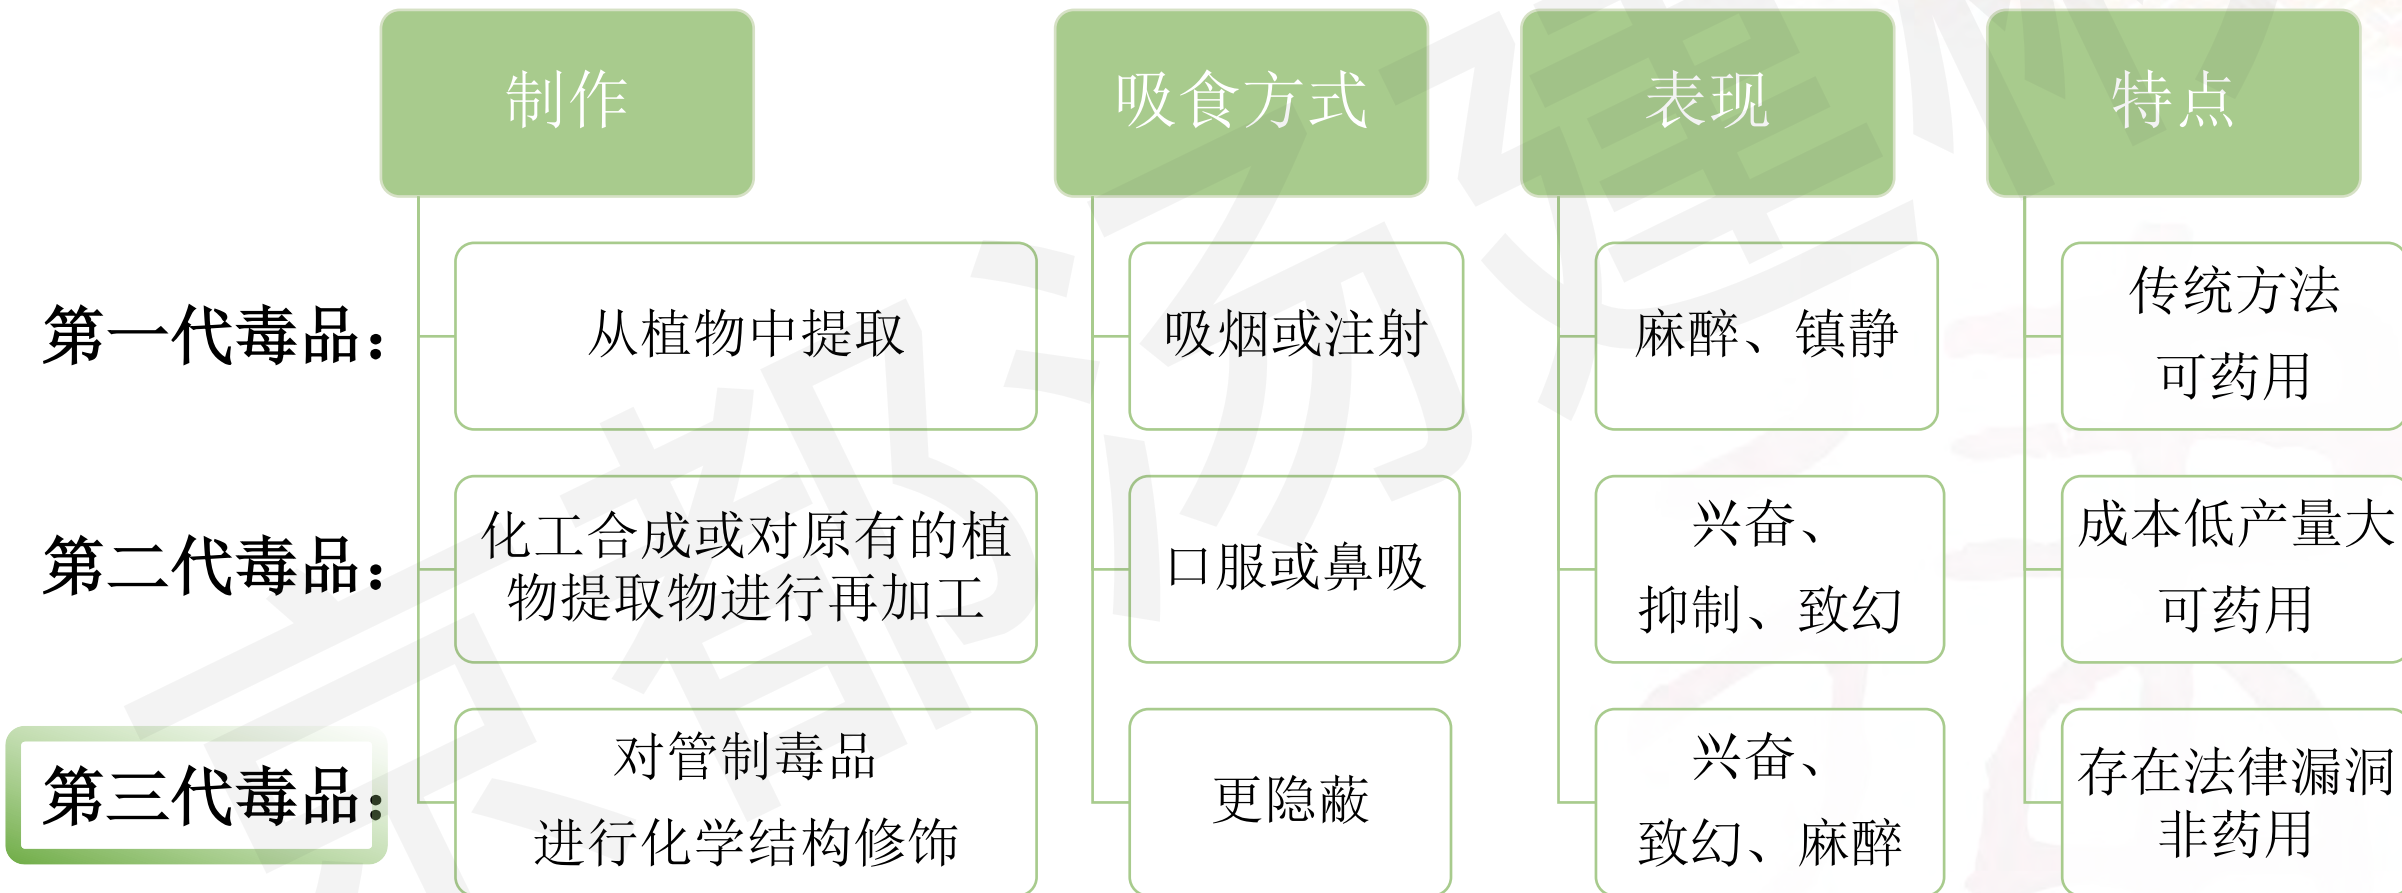 制作
吸食方式
表现
特点
第一代毒品：
从植物中提取
吸烟或注射
麻醉、镇静
传统方法
可药用
第二代毒品：
化工合成或对原有的植
物提取物进行再加工
口服或鼻吸
兴奋、
抑制、致幻
成本低产量大
可药用
第三代毒品：
对管制毒品
进行化学结构修饰
更隐蔽
兴奋、
致幻、麻醉
存在法律漏洞
非药用
京都汤建